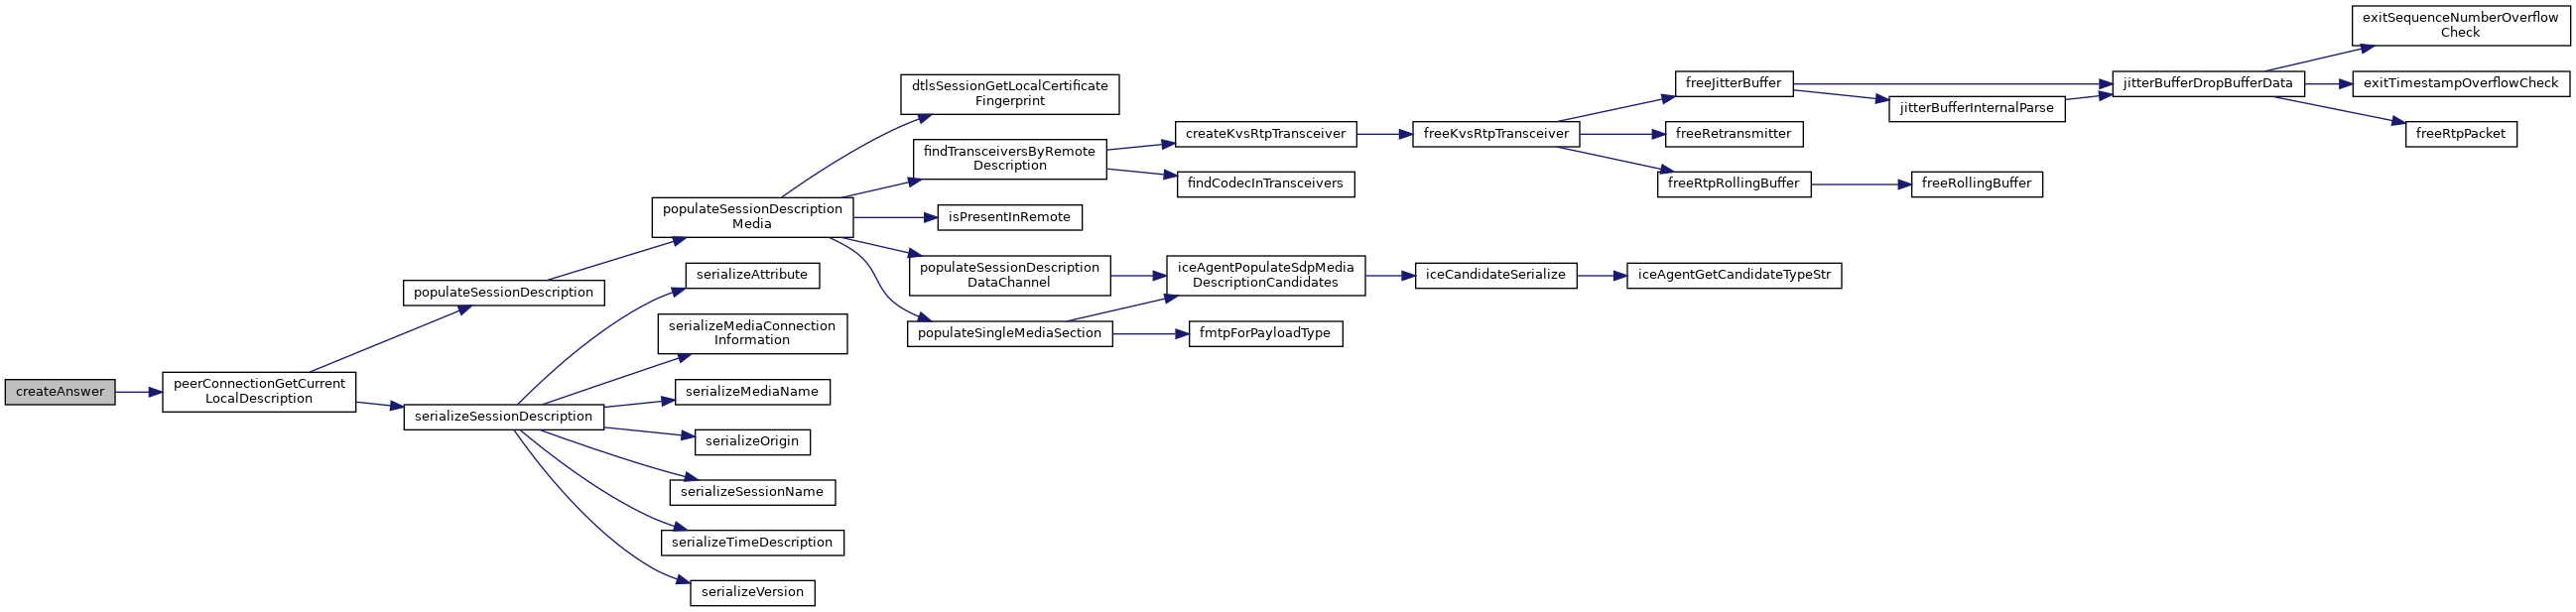 createAnswer
peerConnectionGetCurrent
LocalDescription
populateSessionDescription
serializeSessionDescription
populateSessionDescription
Media
serializeAttribute
serializeMediaConnection
Information
serializeMediaName
serializeOrigin
serializeSessionName
serializeTimeDescription
serializeVersion
dtlsSessionGetLocalCertificate
Fingerprint
findTransceiversByRemote
Description
isPresentInRemote
populateSessionDescription
DataChannel
populateSingleMediaSection
createKvsRtpTransceiver
findCodecInTransceivers
iceAgentPopulateSdpMedia
DescriptionCandidates
fmtpForPayloadType
freeKvsRtpTransceiver
iceCandidateSerialize
freeJitterBuffer
freeRetransmitter
freeRtpRollingBuffer
iceAgentGetCandidateTypeStr
jitterBufferInternalParse
freeRollingBuffer
jitterBufferDropBufferData
exitSequenceNumberOverflow
Check
exitTimestampOverflowCheck
freeRtpPacket